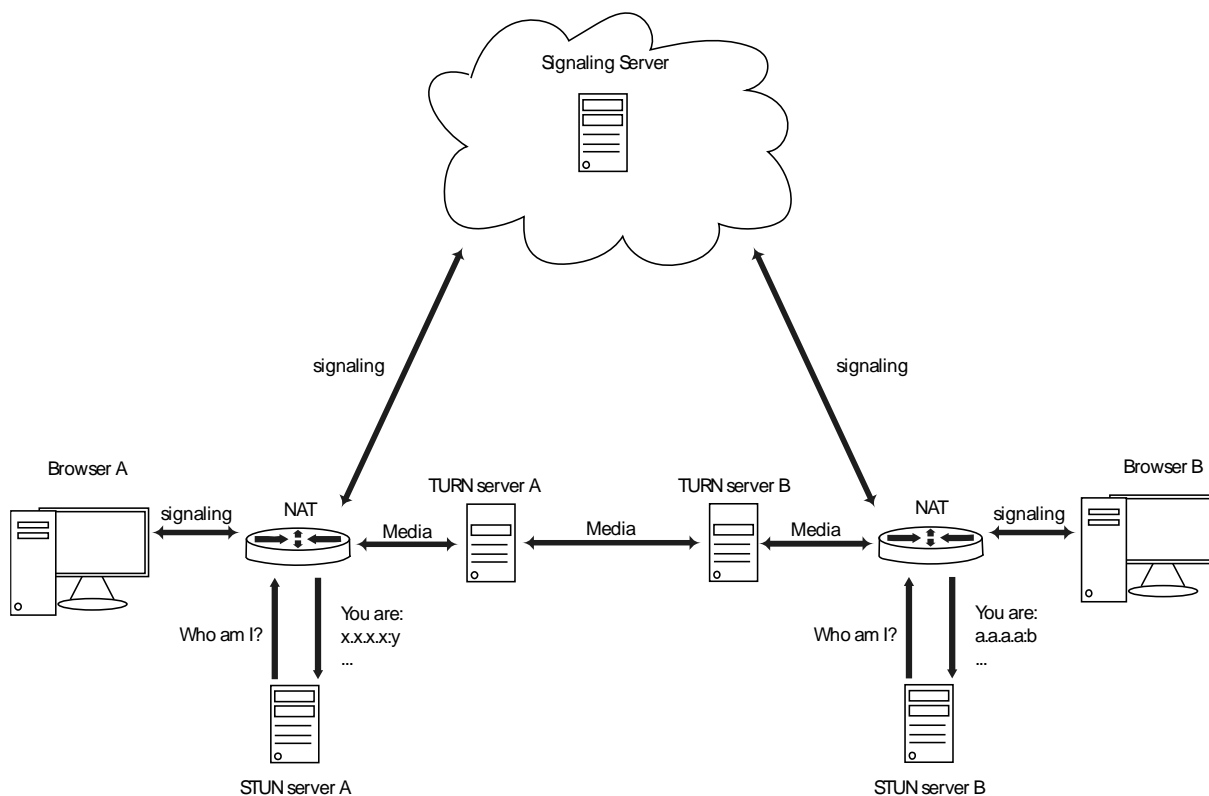 Signaling Server
signaling
signaling
Browser A
signaling
NAT
Media
TURN server A
Media
TURN server B
Media
NAT
signaling
Browser B
Who am I?
You are:
x.x.x.x:y
...
Who am I?
You are:
a.a.a.a:b
...
STUN server A
STUN server B